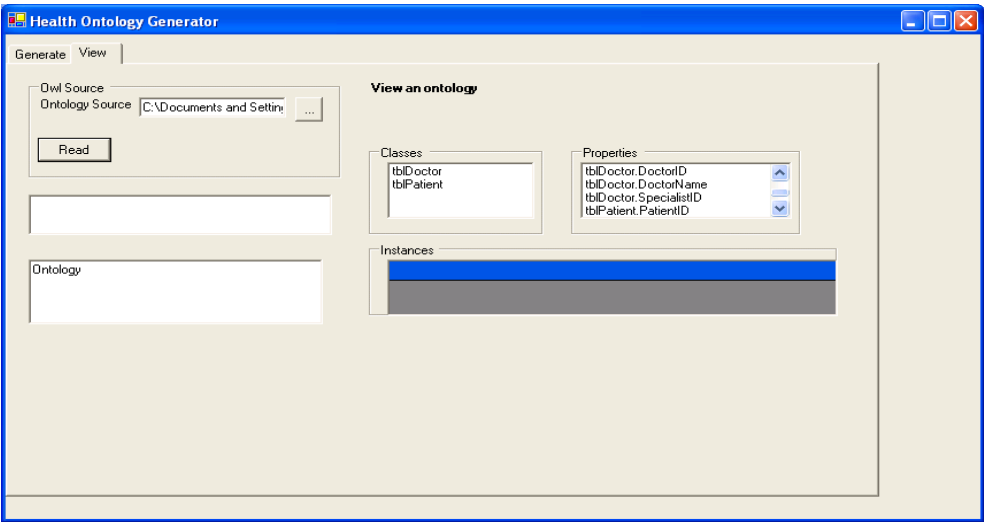 Health Ontology Generator
Generate View
Owl Source
Ontology Source C:\Documents and Settin
...
Read
Ontology
View an ontology
Classes
tblDoctor
tblPatient
Properties
tblDoctor.DoctorID
tblDoctor.DoctorName
tblDoctor.SpecialistID
tblPatient.PatientID
Instances